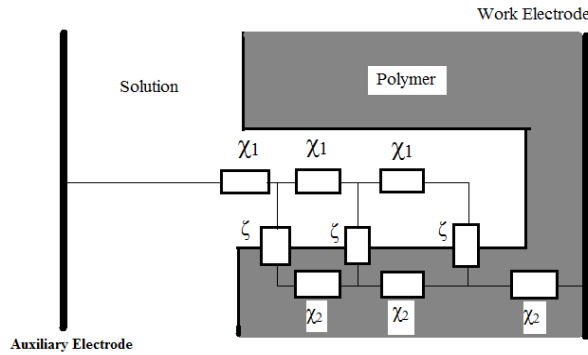 Work Electrode
Solution
Polymer
χ1 χ1 χ1
ζ ζ ζ
χ2 χ2 χ2
Auxiliary Electrode